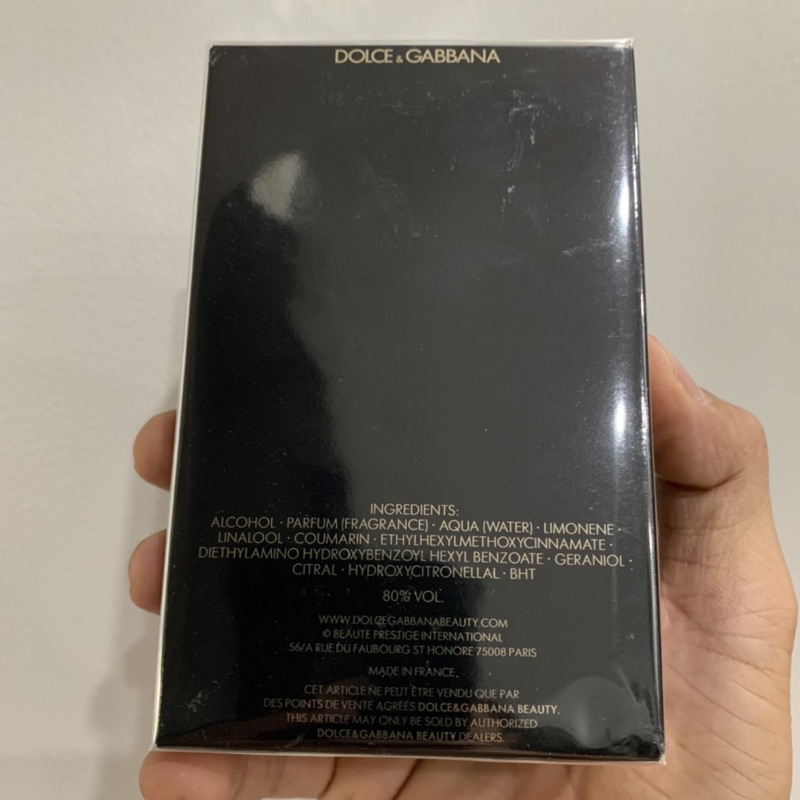 DOLCE & GABBANA
INGREDIENTS:
ALCOHOL · PARFUM (FRAGRANCE) · AQUA (WATER) · LIMONENE ·
LINALOOL · COUMARIN · ETHYLHEXYLMETHOXYCINNAMATE ·
DIETHYLAMINO HYDROXYBENZOYL HEXYL BENZOATE · GERANIOL ·
CITRAL · HYDROXYCITRONELLAL · BHT
80% VOL.
WWW.DOLCEGABBANABEAUTY.COM
© BEAUTE PRESTIGE INTERNATIONAL
56/A RUE DU FAUBOURG ST HONORE 75008 PARIS
MADE IN FRANCE.
CET ARTICLE NE PEUT ÊTRE VENDU QUE PAR
DES POINTS DE VENTE AGRÉÉS DOLCE&GABBANA BEAUTY.
THIS ARTICLE MAY ONLY BE SOLD BY AUTHORIZED
DOLCE&GABBANA BEAUTY DEALERS.